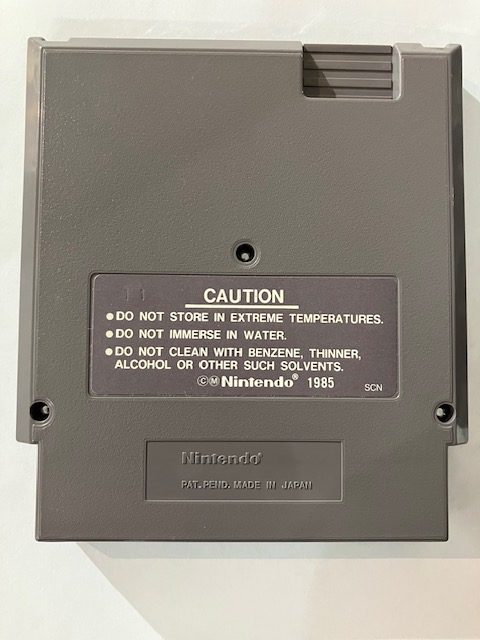 11
CAUTION
●DO NOT STORE IN EXTREME TEMPERATURES.
●DO NOT IMMERSE IN WATER.
●DO NOT CLEAN WITH BENZENE, THINNER,
ALCOHOL OR OTHER SUCH SOLVENTS.
©Ⓜ Nintendo® 1985
SCN
Nintendo®
PAT. PEND. MADE IN JAPAN